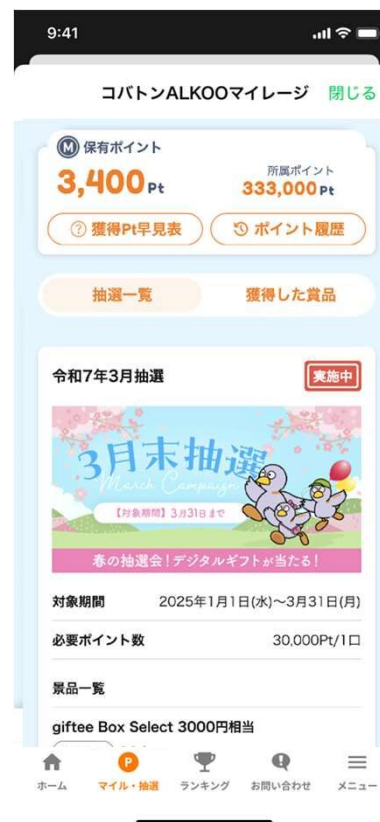 9:41
コバトンALKOOマイレージ 閉じる
M 保有ポイント
3,400 Pt
所属ポイント
333,000 Pt
? 獲得Pt早見表
ポイント履歴
抽選一覧 獲得した賞品
令和7年3月抽選 実施中
3月末抽選
March Campaign
【対象期間】3月31日まで
春の抽選会!デジタルギフトが当たる!
対象期間 2025年1月1日(水)〜3月31日(月)
必要ポイント数 30,000Pt/1口
景品一覧
giftee Box Select 3000円相当
P
ホーム マイル・抽選 ランキング お問い合わせ メニュー